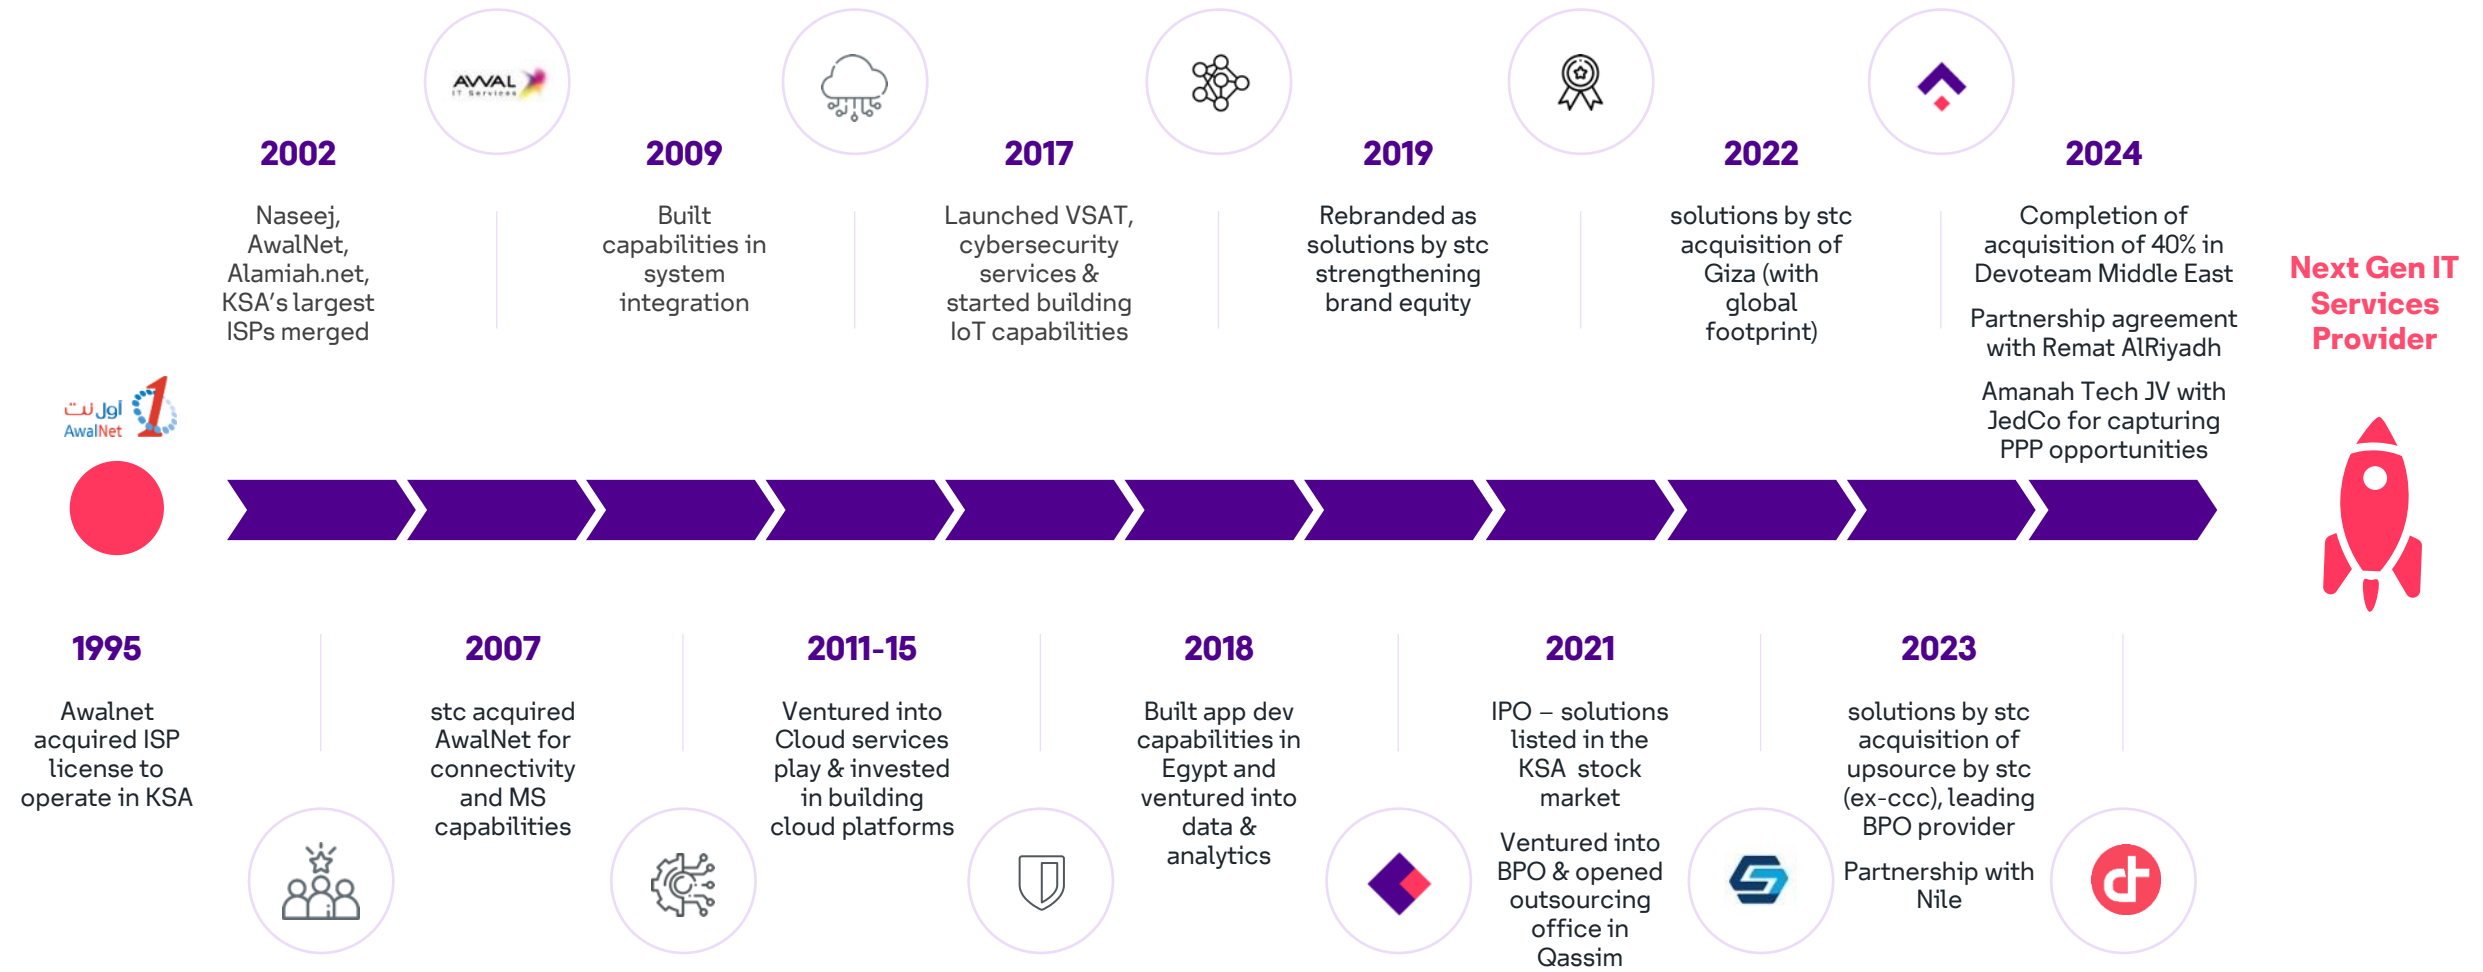 AWAL
IT Services
2002
Naseej,
AwalNet,
Alamiah.net,
KSA's largest
ISPs merged
2009
Built
capabilities in
system
integration
2017
Launched VSAT,
cybersecurity
services &
started building
IoT capabilities
2019
Rebranded as
solutions by stc
strengthening
brand equity
2022
solutions by stc
acquisition of
Giza (with
global
footprint)
2024
Completion of
acquisition of 40% in
Devoteam Middle East
Partnership agreement
with Remat AlRiyadh
Amanah Tech JV with
JedCo for capturing
PPP opportunities
Next Gen IT
Services
Provider
أول نت
AwalNet
1
1995
Awalnet
acquired ISP
license to
operate in KSA
2007
stc acquired
AwalNet for
connectivity
and MS
capabilities
2011-15
Ventured into
Cloud services
play & invested
in building
cloud platforms
2018
Built app dev
capabilities in
Egypt and
ventured into
data &
analytics
2021
IPO – solutions
listed in the
KSA stock
market
Ventured into
BPO & opened
outsourcing
office in
Qassim
2023
solutions by stc
acquisition of
upsource by stc
(ex-ccc), leading
BPO provider
Partnership with
Nile